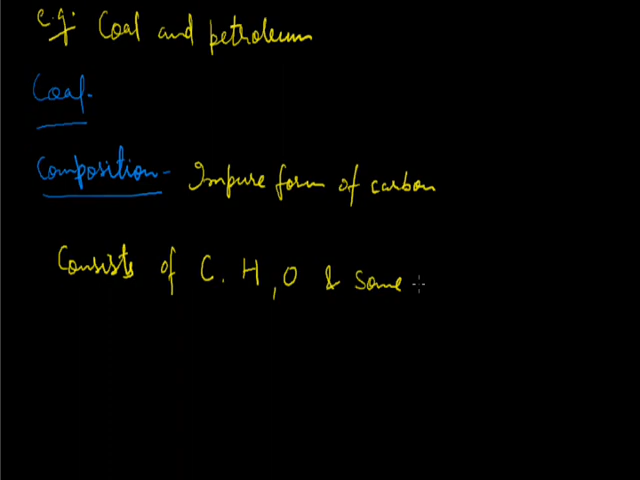 e.g. Coal and petroleum
Coal.
Composition- Impure form of carbon
Consists of C, H, O & some